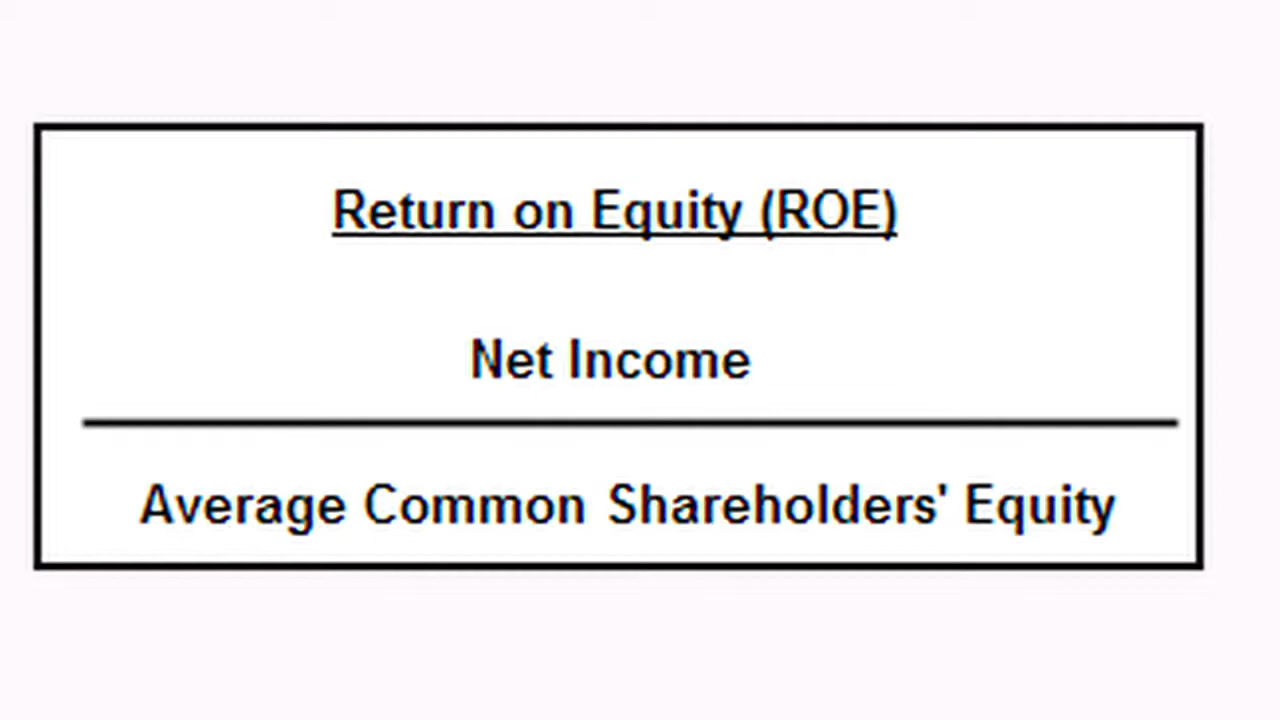 Return on Equity (ROE)
Net Income
Average Common Shareholders' Equity